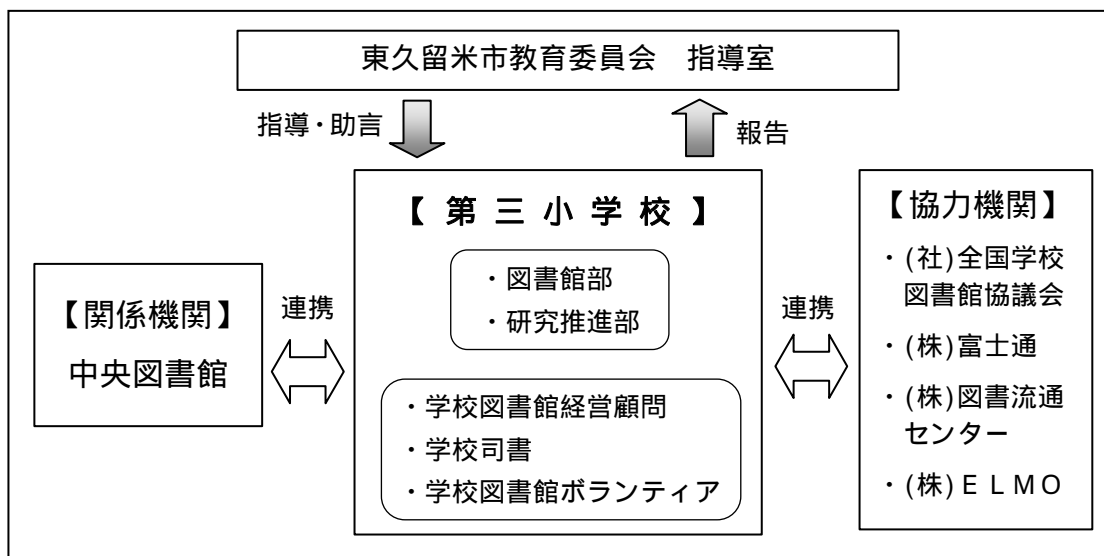 東久留米市教育委員会　指導室
指導・助言
報告
【関係機関】
中央図書館
連携
【第三小学校】
・図書館部
・研究推進部
・学校図書館経営顧問
・学校司書
・学校図書館ボランティア
連携
【協力機関】
・(社)全国学校
図書館協議会
・(株)富士通
・(株)図書流通
センター
・(株)ＥＬＭＯ